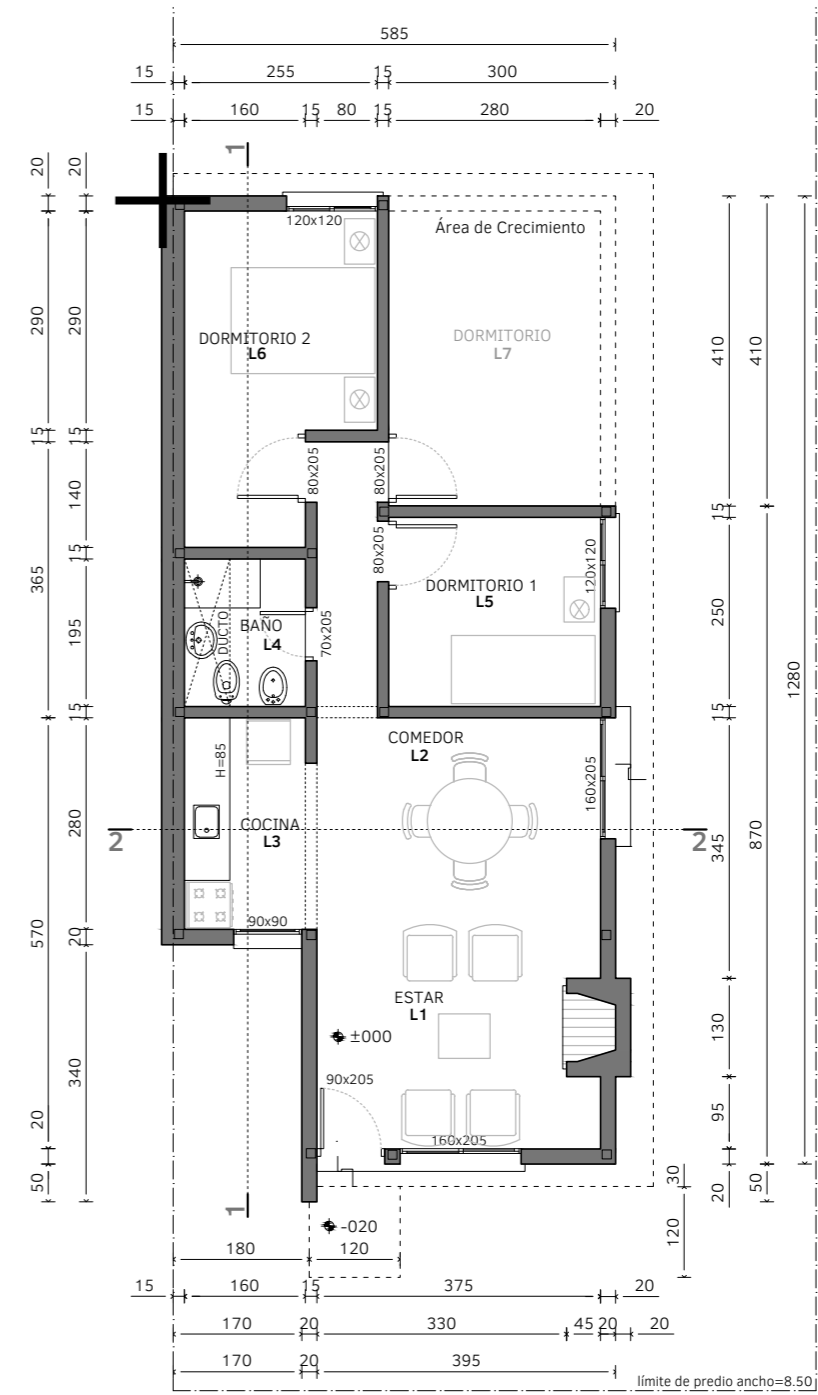 585
15 255 15 300
15 160 15 80 15 280 20
20 20
1
120x120
Área de Crecimiento
290 290
DORMITORIO 2
L6
DORMITORIO
L7
410 410
15 15
80x205 80x205
140
15
365
15
80x205
120x120
DORMITORIO 1
L5
250
195
DUCTO
BAÑO
L4
70x205
1280
15 15
H=85
COMEDOR
L2
160x205
280
COCINA
L3
2 2
345
870
90x90
570
20
ESTAR
L1
±000
130
340
90x205
160x205
95
20
50
20
50
30
120
1
-020
180 120
15 160 15 375 20
170 20 330 45 20 20
170 20 395
límite de predio ancho=8.50